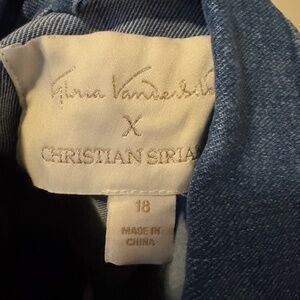 Gloria Vanderbilt
X
CHRISTIAN SIRIA
18
MADE IN
CHINA